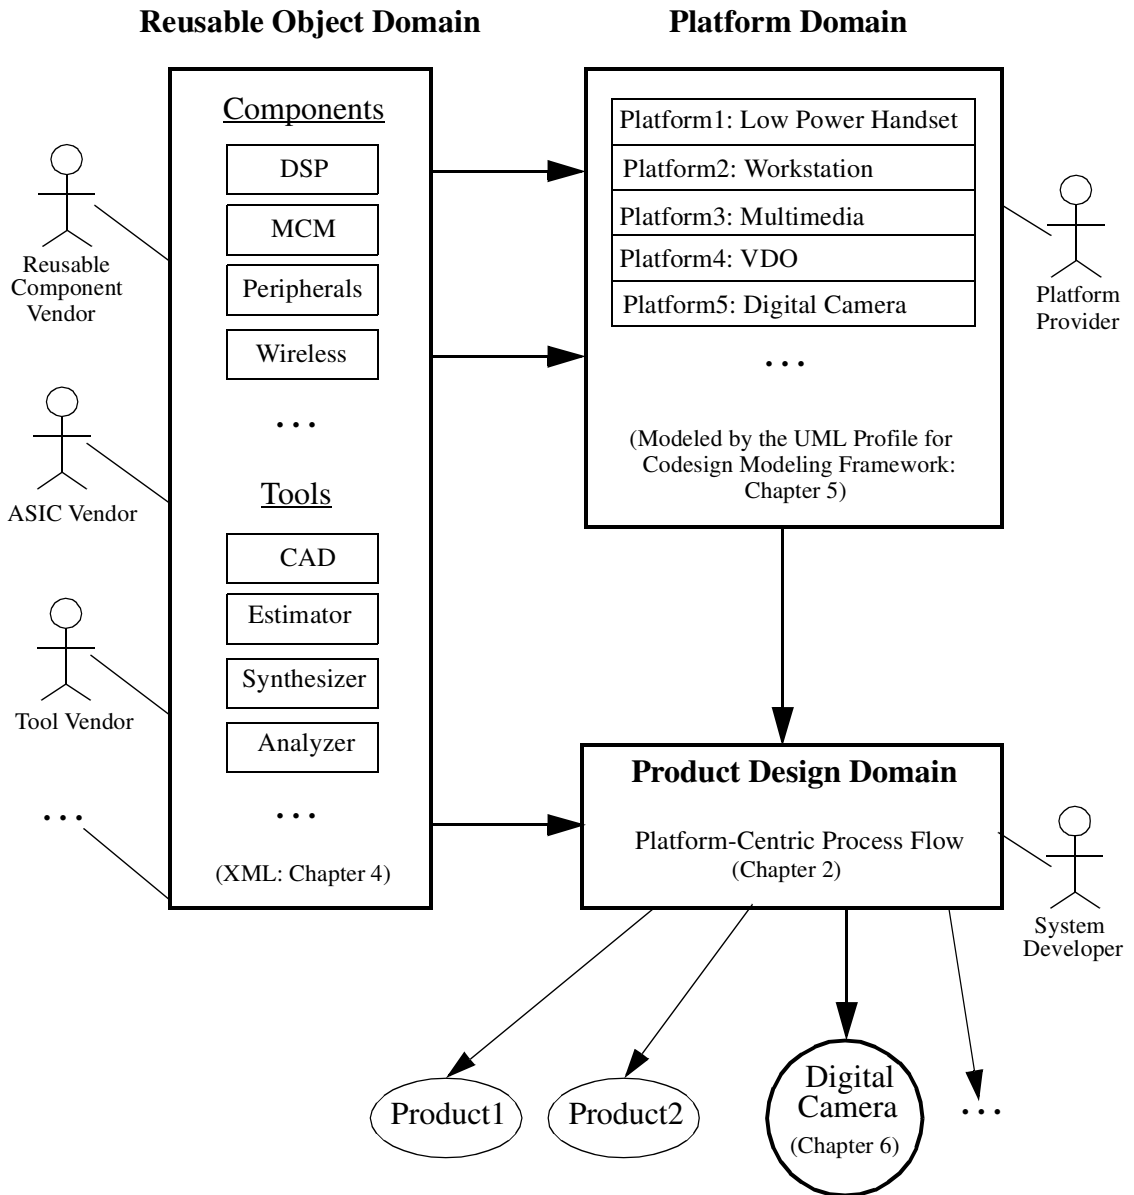 Reusable Object Domain
Platform Domain
Components
DSP
MCM
Peripherals
Wireless
...
Tools
CAD
Estimator
Synthesizer
Analyzer
...
(XML: Chapter 4)
Reusable
Component
Vendor
ASIC Vendor
Tool Vendor
...
Platform1: Low Power Handset
Platform2: Workstation
Platform3: Multimedia
Platform4: VDO
Platform5: Digital Camera
...
(Modeled by the UML Profile for
Codesign Modeling Framework:
Chapter 5)
Platform
Provider
Product Design Domain
Platform-Centric Process Flow
(Chapter 2)
System
Developer
Product1
Product2
Digital
Camera
(Chapter 6)
...